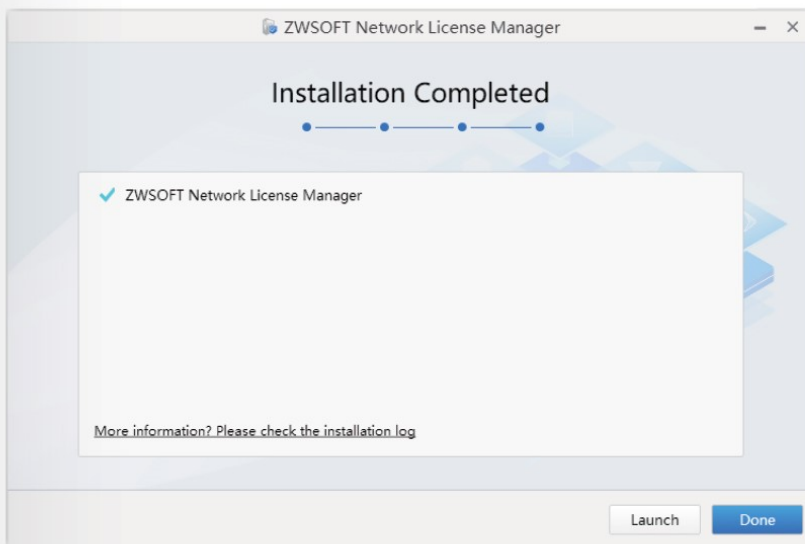 ZWSOFT Network License Manager
Installation Completed
ZWSOFT Network License Manager
More information? Please check the installation log
Launch
Done